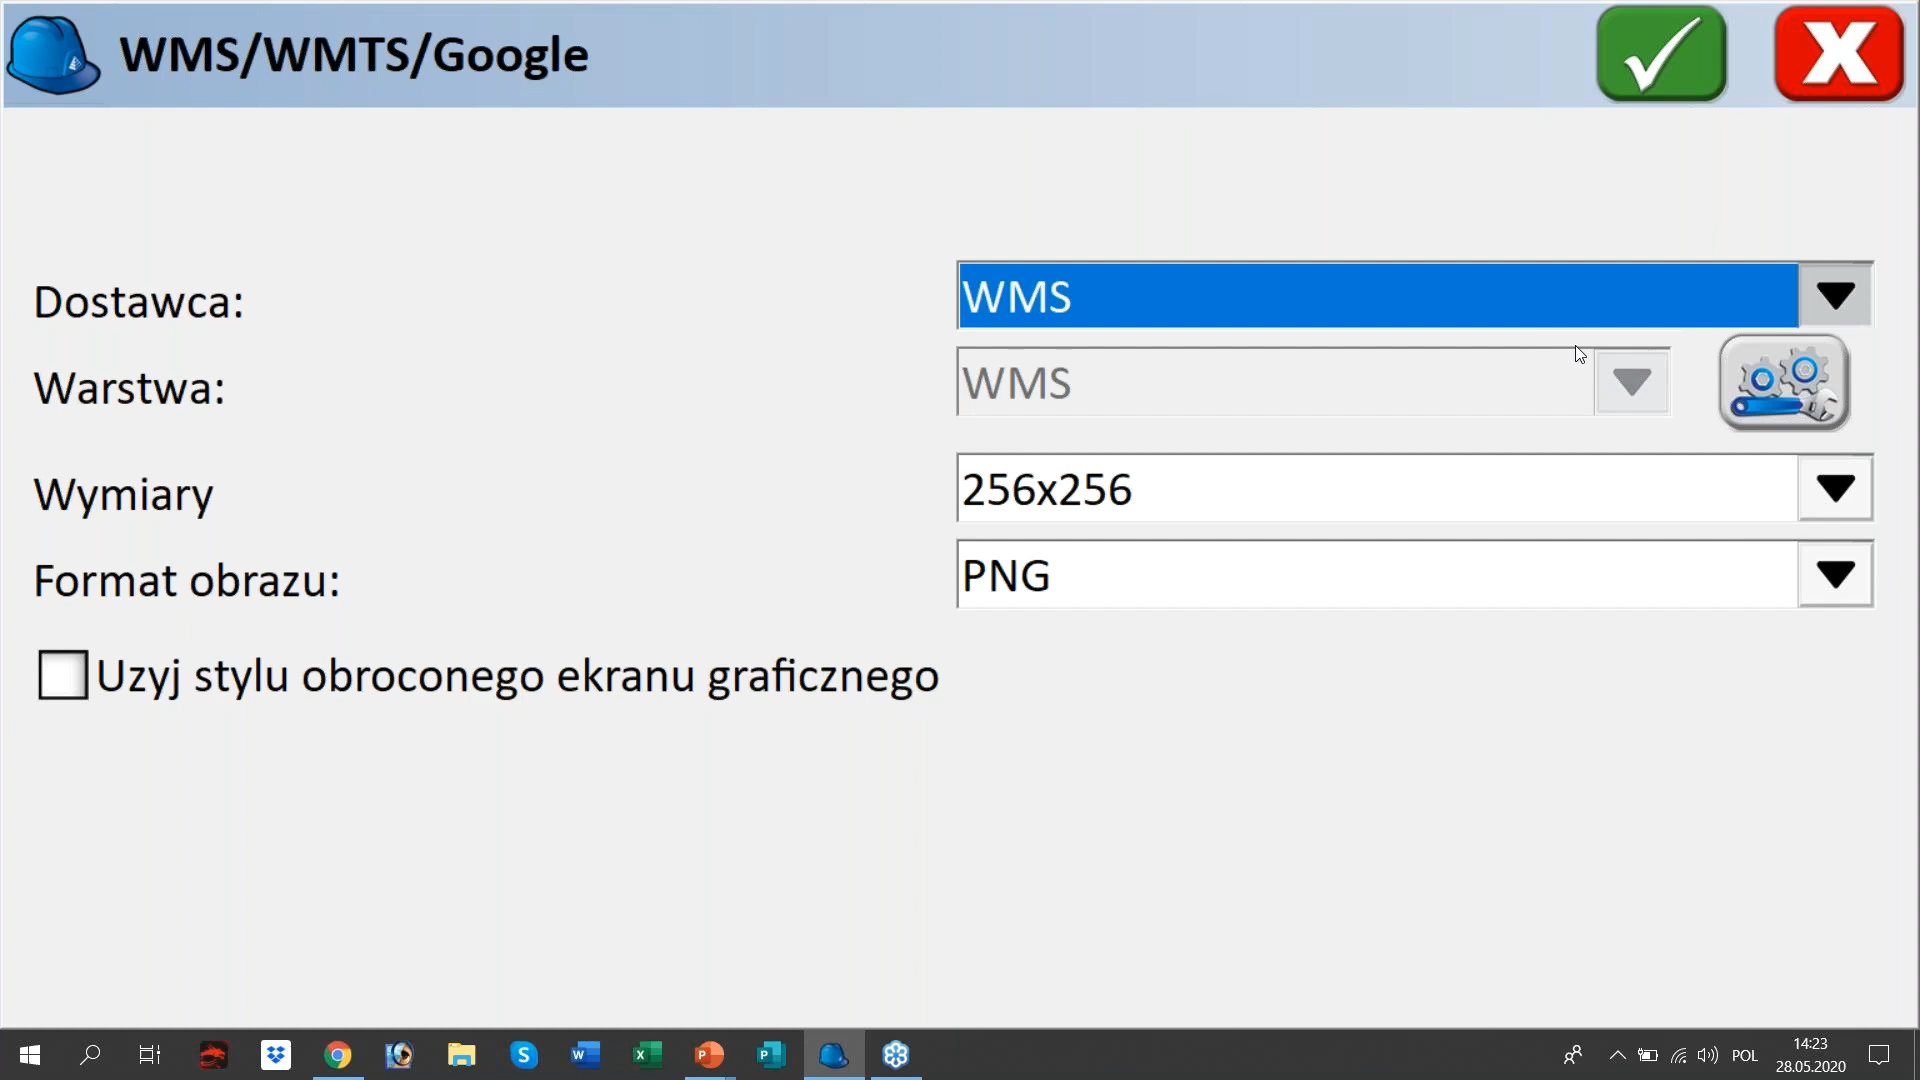 WMS/WMTS/Google
Dostawca:
WMS
Warstwa:
WMS
Wymiary
256x256
Format obrazu:
PNG
Uzyj stylu obroconego ekranu graficznego
POL
14:23
28.05.2020